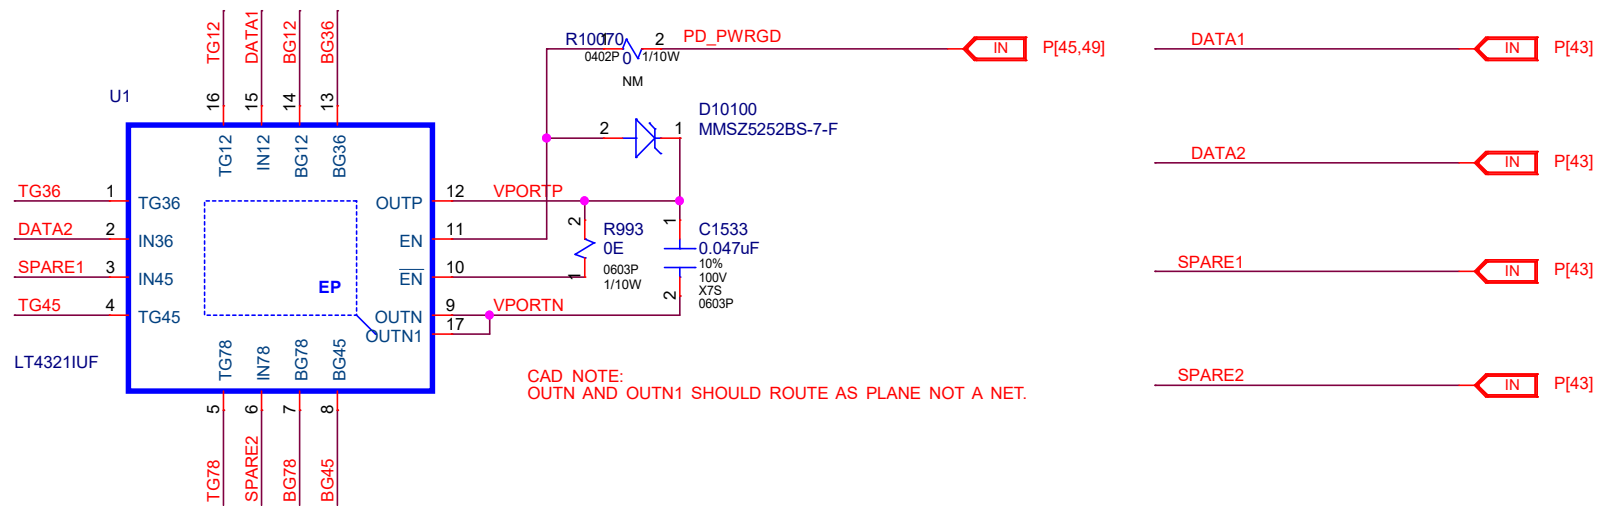 TG12
DATA1
BG12
BG36
16
15
14
13
U1
TG12
IN12
BG12
BG36
TG36 1 TG36
DATA2 2 IN36
SPARE1 3 IN45
TG45 4 TG45
EP
OUTP 12 VPORTP
EN 11
EN 10
OUTN 9 VPORTN
OUTN1 17
TG78
IN78
BG78
BG45
LT4321IUF
5
6
7
8
TG78
SPARE2
BG78
BG45
R10070 1 2 PD_PWRGD
0402P 0 1/10W
NM
IN P[45,49]
D10100
2 1 MMSZ5252BS-7-F
2
R993
0E
0603P
1/10W
1
1
C1533
0.047uF
10%
100V
X7S
0603P
2
CAD NOTE:
OUTN AND OUTN1 SHOULD ROUTE AS PLANE NOT A NET.
DATA1 IN P[43]
DATA2 IN P[43]
SPARE1 IN P[43]
SPARE2 IN P[43]